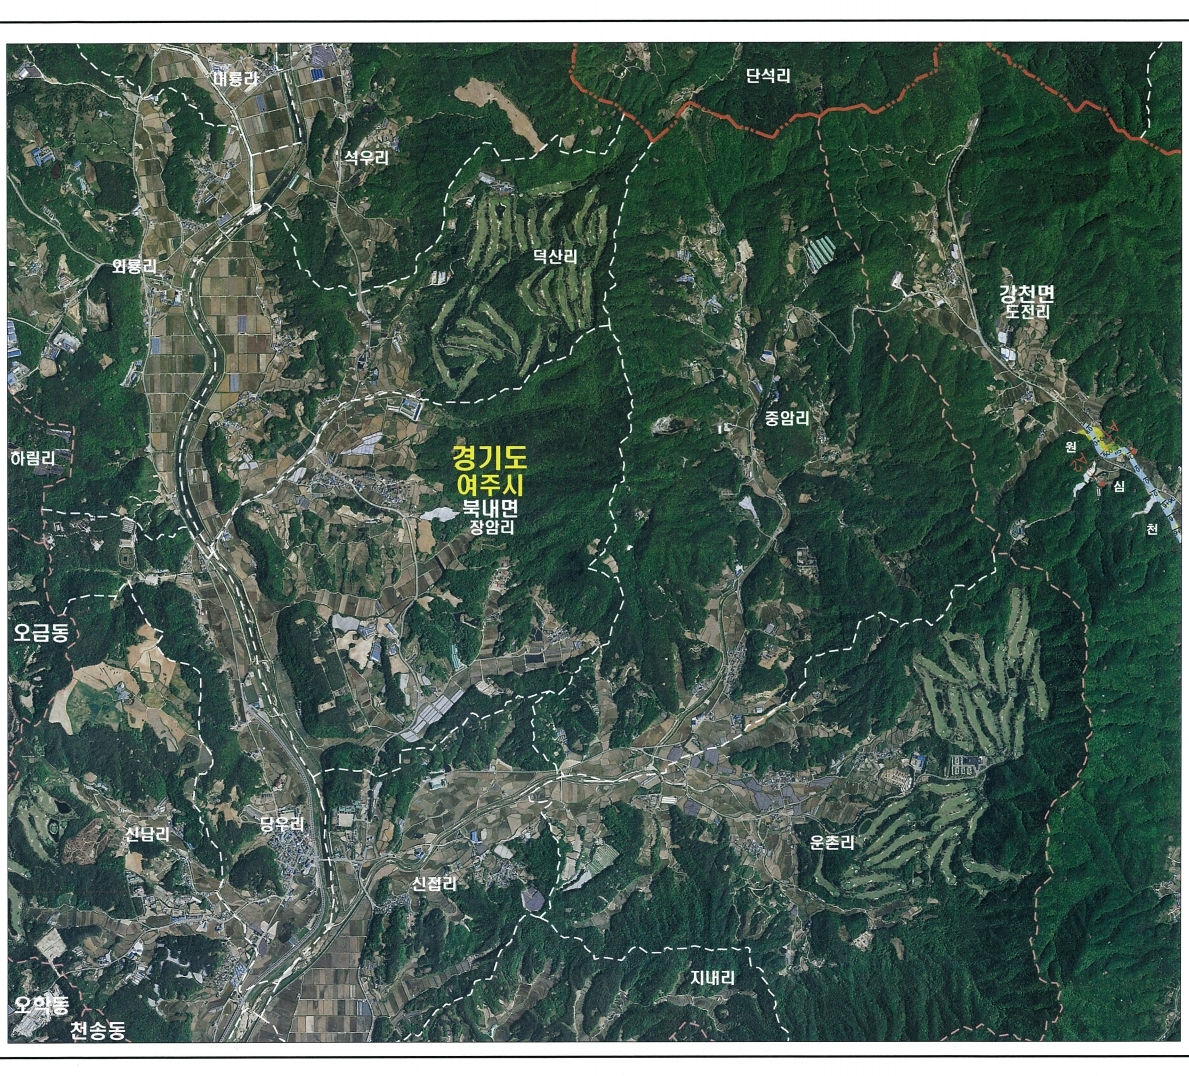 대룡리
단석리
석우리
덕산리
외룡리
강천면
도전리
중암리
하림리
경기도
여주시
북내면
장암리
원
심
천
오금동
신남리
당우리
운촌리
신접리
지내리
오학동
천송동